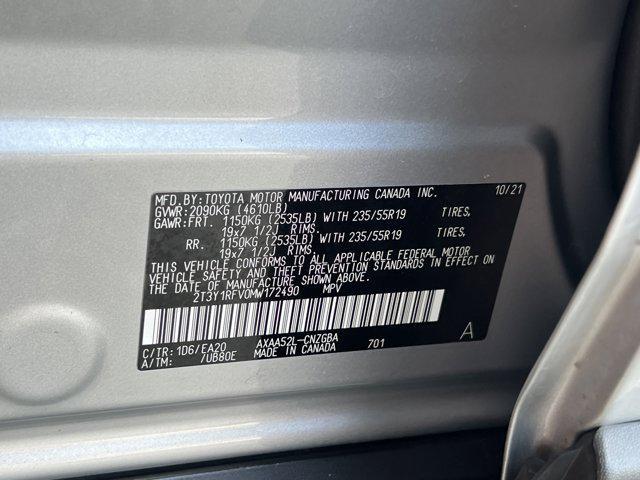 MFD. BY: TOYOTA MOTOR MANUFACTURING CANADA INC. 10/21
GVWR: 2090KG (4610LB)
GAWR: FRT. 1150KG (2535LB) WITH 235/55R19 TIRES,
19x7 1/2J RIMS.
RR. 1150KG (2535LB) WITH 235/55R19 TIRES,
19x7 1/2J RIMS.
THIS VEHICLE CONFORMS TO ALL APPLICABLE FEDERAL MOTOR
VEHICLE SAFETY AND THEFT PREVENTION STANDARDS IN EFFECT ON
THE DATE OF MANUFACTURE SHOWN ABOVE.
2T3Y1RFV0MW172490 MPV
C/TR: 1D6/EA20 AXAA52L-CNZGBA 701 A
A/TM: /UB80E MADE IN CANADA